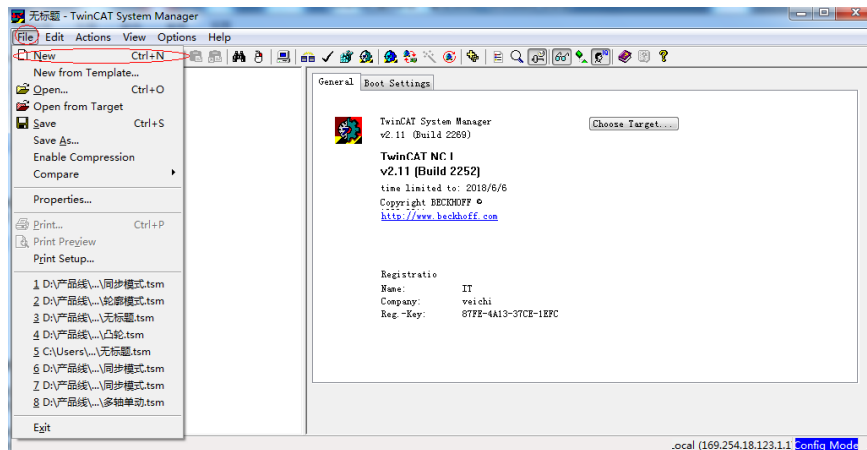 无标题 - TwinCAT System Manager
File Edit Actions View Options Help
New Ctrl+N
New from Template...
Open... Ctrl+O
Open from Target
Save Ctrl+S
Save As...
Enable Compression
Compare
Properties...
Print... Ctrl+P
Print Preview
Print Setup...
1 D:\产品线\...\同步模式.tsm
2 D:\产品线\...\轮廓模式.tsm
3 D:\产品线\...\无标题.tsm
4 D:\产品线\...\凸轮.tsm
5 C:\Users\...\无标题.tsm
6 D:\产品线\...\同步模式.tsm
7 D:\产品线\...\同步模式.tsm
8 D:\产品线\...\多轴单动.tsm
Exit
General Boot Settings
TwinCAT System Manager
v2.11 (Build 2269)
Choose Target...
TwinCAT NC I
v2.11 (Build 2252)
time limited to: 2018/6/6
Copyright BECKHOFF ©
http://www.beckhoff.com
Registratio
Name: IT
Company: veichi
Reg.-Key: 87FE-4A13-37CE-1EFC
ocal (169.254.18.123.1.1) Config Mode